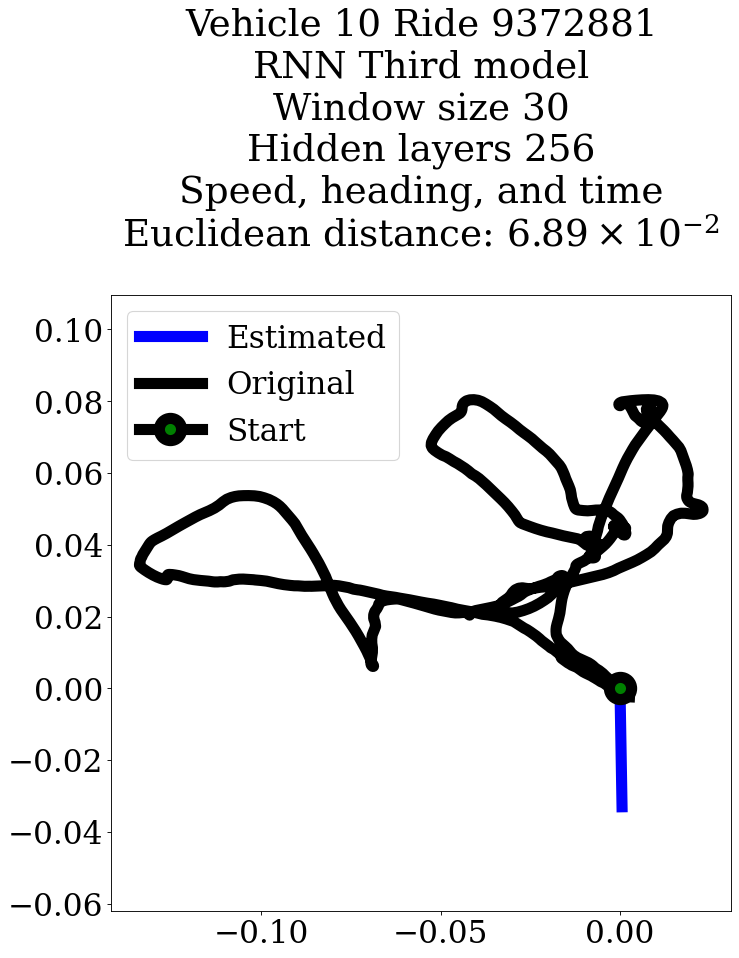 Vehicle 10 Ride 9372881
RNN Third model
Window size 30
Hidden layers 256
Speed, heading, and time
Euclidean distance: 6.89 × 10⁻²
Estimated
Original
Start
0.10
0.08
0.06
0.04
0.02
0.00
−0.02
−0.04
−0.06
−0.10
−0.05
0.00